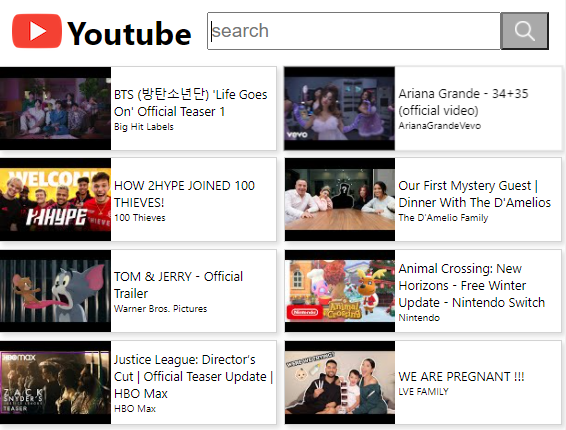 Youtube
search
BTS (방탄소년단) 'Life Goes
On' Official Teaser 1
Big Hit Labels
vevo
Ariana Grande - 34+35
(official video)
ArianaGrandeVevo
WELCOME
2HYPE
HOW 2HYPE JOINED 100
THIEVES!
100 Thieves
Our First Mystery Guest |
Dinner With The D'Amelios
The D'Amelio Family
TOM & JERRY - Official
Trailer
Warner Bros. Pictures
Nintendo
Animal Crossing
Animal Crossing: New
Horizons - Free Winter
Update - Nintendo Switch
Nintendo
HBOmax
ZACK
SNYDER'S
TEASER
Justice League: Director's
Cut | Official Teaser Update |
HBO Max
HBO Max
WE ARE PREGNANT !!!
LVE FAMILY